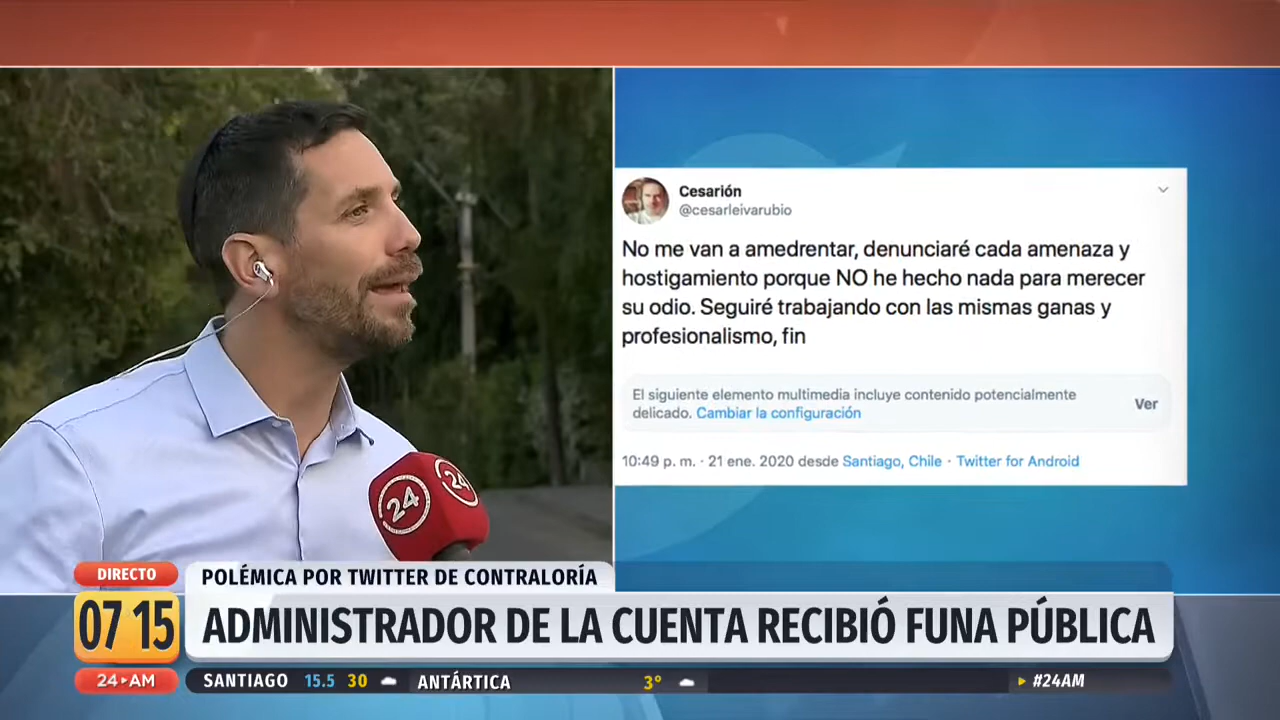 Cesarión
@cesarleivarubio
No me van a amedrentar, denunciaré cada amenaza y
hostigamiento porque NO he hecho nada para merecer
su odio. Seguiré trabajando con las mismas ganas y
profesionalismo, fin
El siguiente elemento multimedia incluye contenido potencialmente
delicado. Cambiar la configuración
Ver
10:49 p. m. · 21 ene. 2020 desde Santiago, Chile · Twitter for Android
24
24
DIRECTO
POLÉMICA POR TWITTER DE CONTRALORÍA
07 15
ADMINISTRADOR DE LA CUENTA RECIBIÓ FUNA PÚBLICA
24▸AM
SANTIAGO 15.5 30 ANTÁRTICA 3° ▸ #24AM